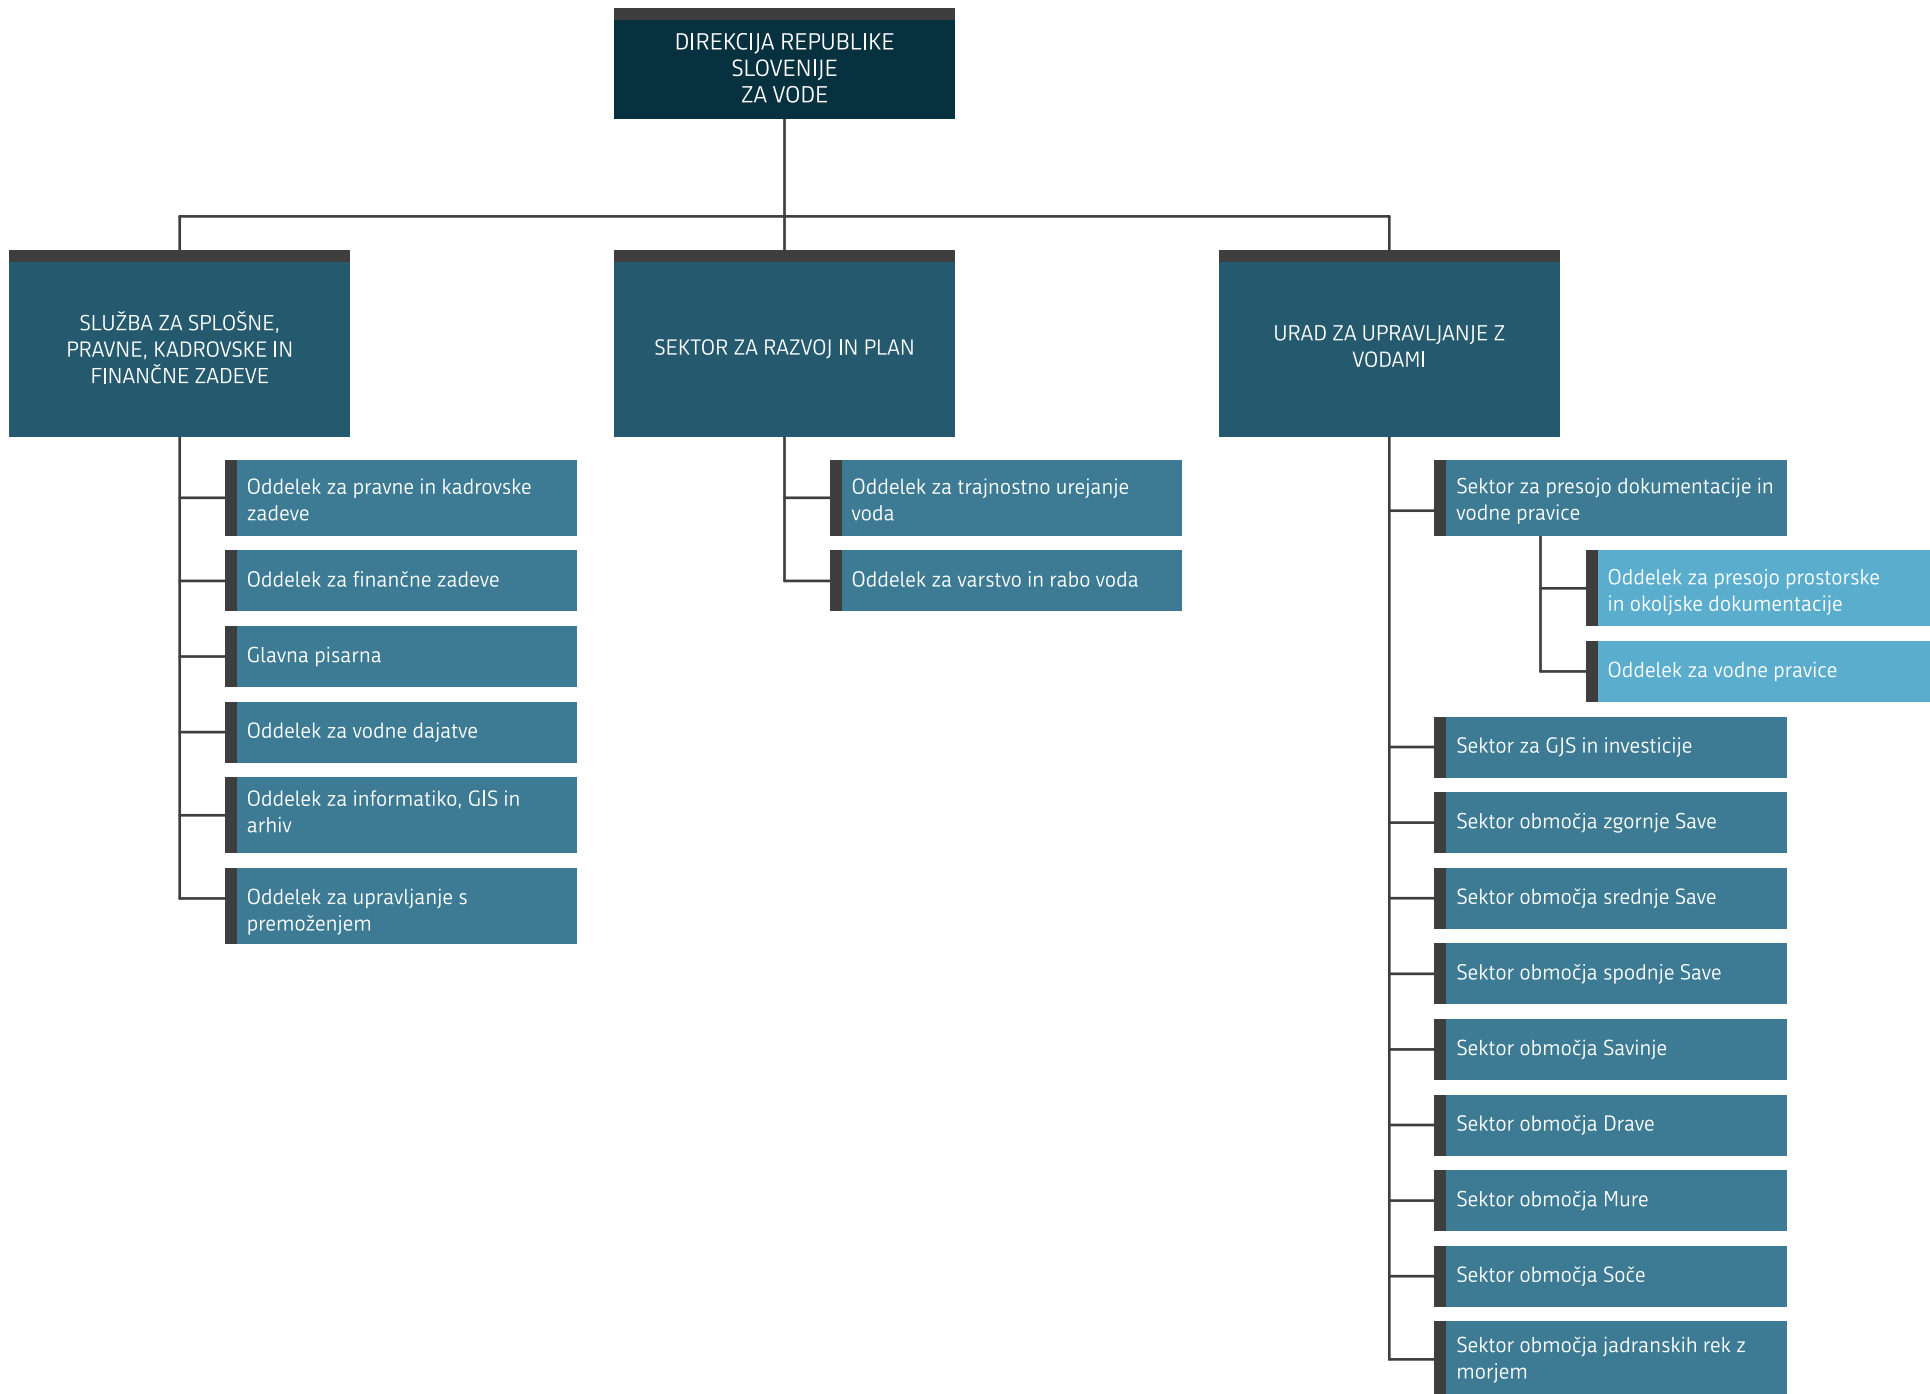 DIREKCIJA REPUBLIKE
SLOVENIJE
ZA VODE
SLUŽBA ZA SPLOŠNE,
PRAVNE, KADROVSKE IN
FINANČNE ZADEVE
Oddelek za pravne in kadrovske
zadeve
Oddelek za finančne zadeve
Glavna pisarna
Oddelek za vodne dajatve
Oddelek za informatiko, GIS in
arhiv
Oddelek za upravljanje s
premoženjem
SEKTOR ZA RAZVOJ IN PLAN
Oddelek za trajnostno urejanje
voda
Oddelek za varstvo in rabo voda
URAD ZA UPRAVLJANJE Z
VODAMI
Sektor za presojo dokumentacije in
vodne pravice
Oddelek za presojo prostorske
in okoljske dokumentacije
Oddelek za vodne pravice
Sektor za GJS in investicije
Sektor območja zgornje Save
Sektor območja srednje Save
Sektor območja spodnje Save
Sektor območja Savinje
Sektor območja Drave
Sektor območja Mure
Sektor območja Soče
Sektor območja jadranskih rek z
morjem